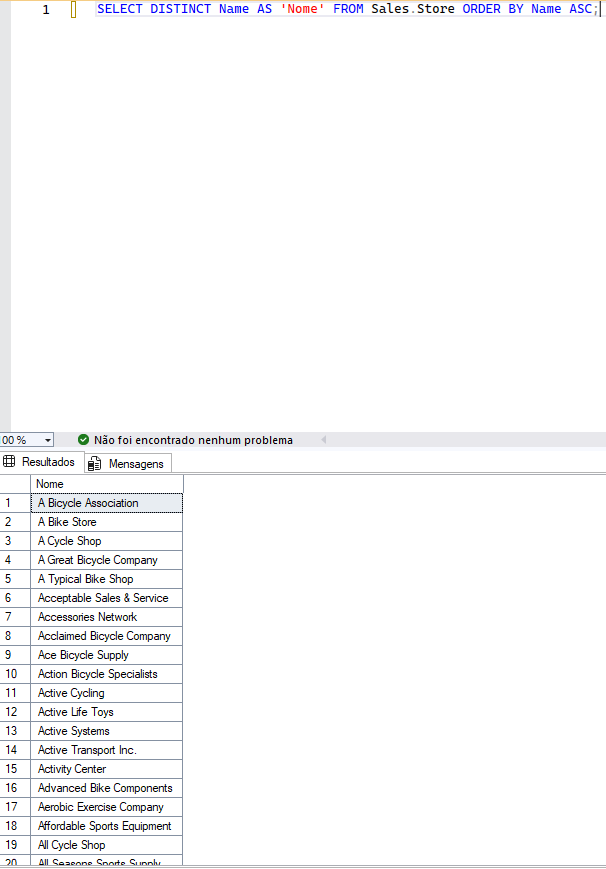 1 SELECT DISTINCT Name AS 'Nome' FROM Sales.Store ORDER BY Name ASC;
00 % Não foi encontrado nenhum problema
Resultados Mensagens
Nome
1 A Bicycle Association
2 A Bike Store
3 A Cycle Shop
4 A Great Bicycle Company
5 A Typical Bike Shop
6 Acceptable Sales & Service
7 Accessories Network
8 Acclaimed Bicycle Company
9 Ace Bicycle Supply
10 Action Bicycle Specialists
11 Active Cycling
12 Active Life Toys
13 Active Systems
14 Active Transport Inc.
15 Activity Center
16 Advanced Bike Components
17 Aerobic Exercise Company
18 Affordable Sports Equipment
19 All Cycle Shop
20 All Seasons Sports Supply